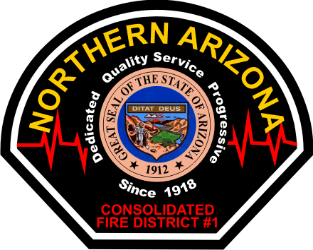 NORTHERN ARIZONA
Dedicated Quality Service Progressive
GREAT SEAL OF THE STATE OF ARIZONA
DITAT DEUS
1912
Since 1918
CONSOLIDATED
FIRE DISTRICT #1